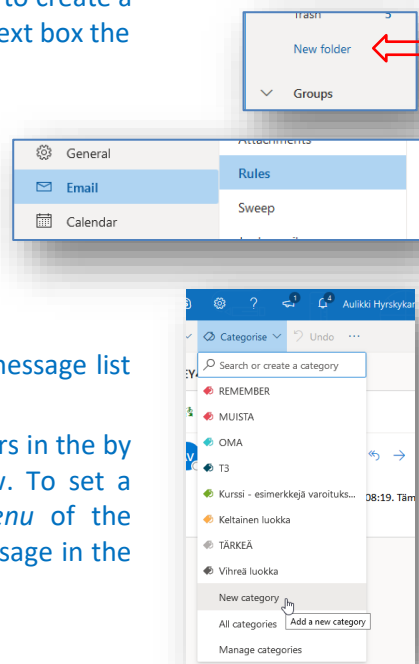 to create a
ext box the
Trash 5
New folder
Groups
General
Email
Calendar
Attachments
Rules
Sweep
Aulikki Hyrskykar
Categorise
Undo
Search or create a category
REMEMBER
MUISTA
OMA
T3
Kurssi - esimerkkejä varoituks...
08:19. Täm
Keltainen luokka
TÄRKEÄ
Vihreä luokka
New category
Add a new category
All categories
Manage categories
nessage list
rs in the by
v. To set a
enu of the
sage in the